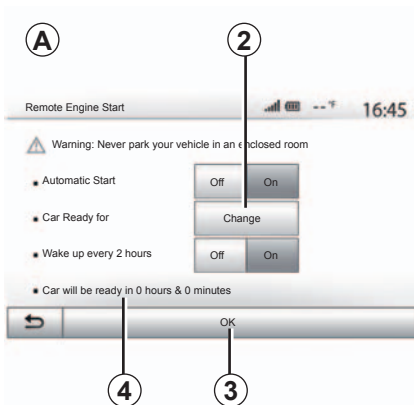 A
2
Remote Engine Start -- °F 16:45
Warning: Never park your vehicle in an enclosed room
Automatic Start Off On
Car Ready for Change
Wake up every 2 hours Off On
Car will be ready in 0 hours & 0 minutes
OK
4 3